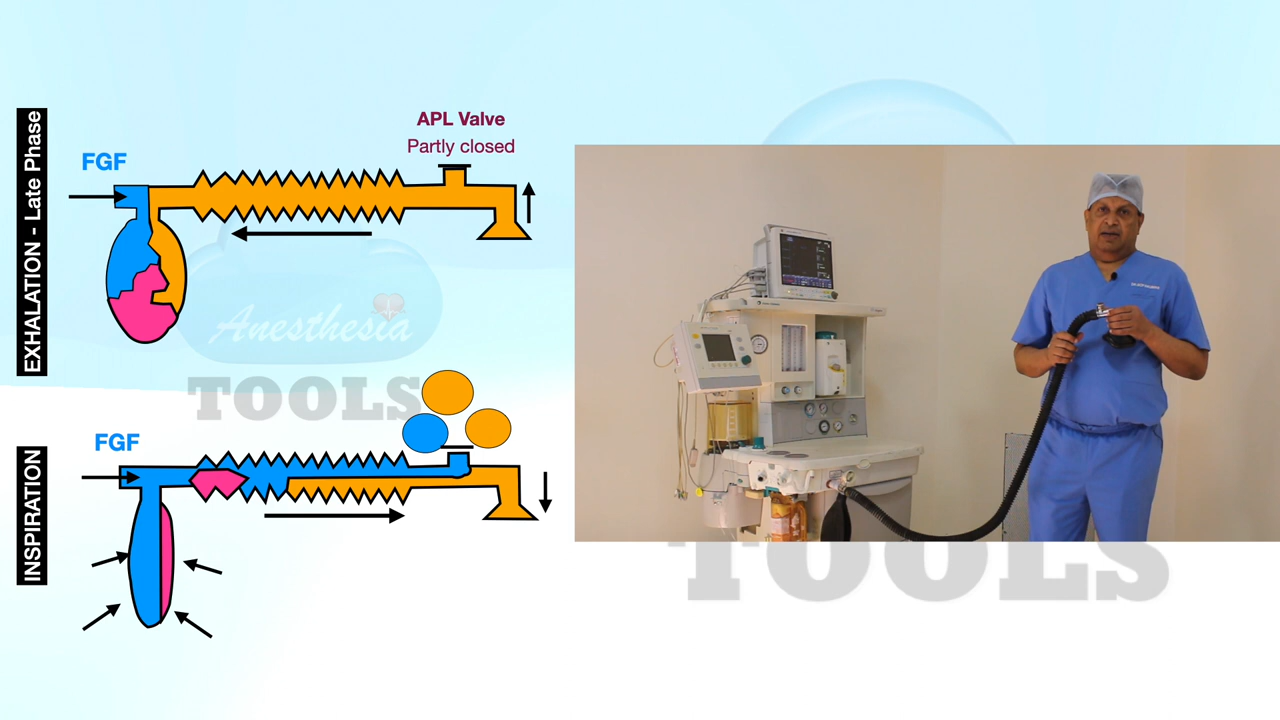 EXHALATION - Late Phase
FGF
APL Valve
Partly closed
Anesthesia
TOOLS
INSPIRATION
FGF
TOOLS